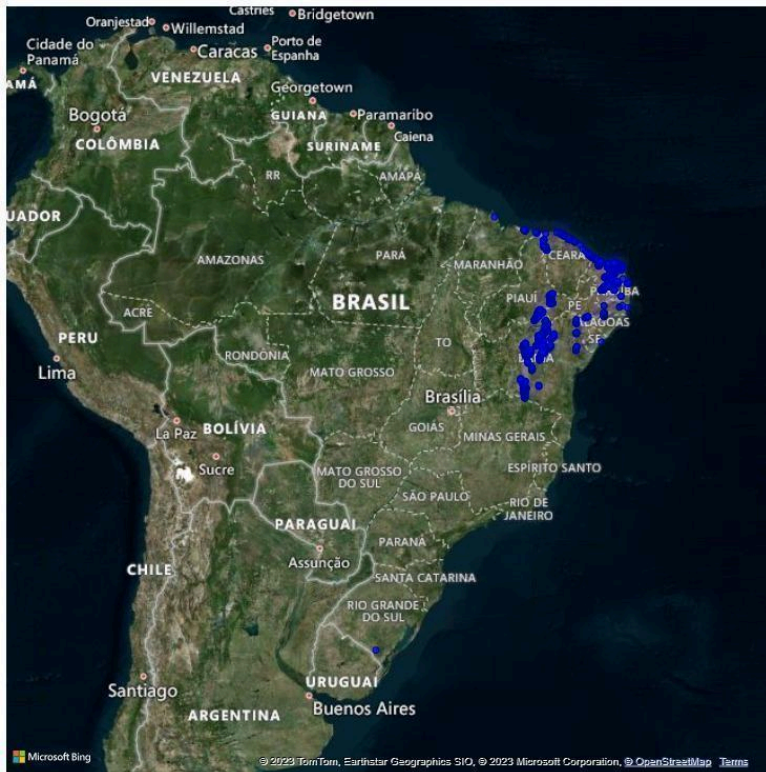 Castries
Bridgetown
Oranjestad
Willemstad
Cidade do
Panamá
Caracas
Porto de
Espanha
AMÁ
VENEZUELA
Georgetown
Bogotá
GUIANA
Paramaribo
COLÔMBIA
SURINAME
Caiena
RR
AMAPÁ
UADOR
AMAZONAS
PARÁ
MARANHÃO
CEARÁ
BRASIL
PIAUÍ
BA
ACRE
PE
LAGOAS
PERU
SE
RONDÔNIA
TO
Lima
MATO GROSSO
Brasília
La Paz
BOLÍVIA
GOIÁS
MINAS GERAIS
Sucre
MATO GROSSO
DO SUL
ESPÍRITO SANTO
SÃO PAULO
RIO DE
JANEIRO
PARAGUAI
PARANÁ
Assunção
CHILE
SANTA CATARINA
RIO GRANDE
DO SUL
URUGUAI
Santiago
Buenos Aires
ARGENTINA
Microsoft Bing
© 2023 TomTom, Earthstar Geographics SIO, © 2023 Microsoft Corporation, © OpenStreetMap Terms